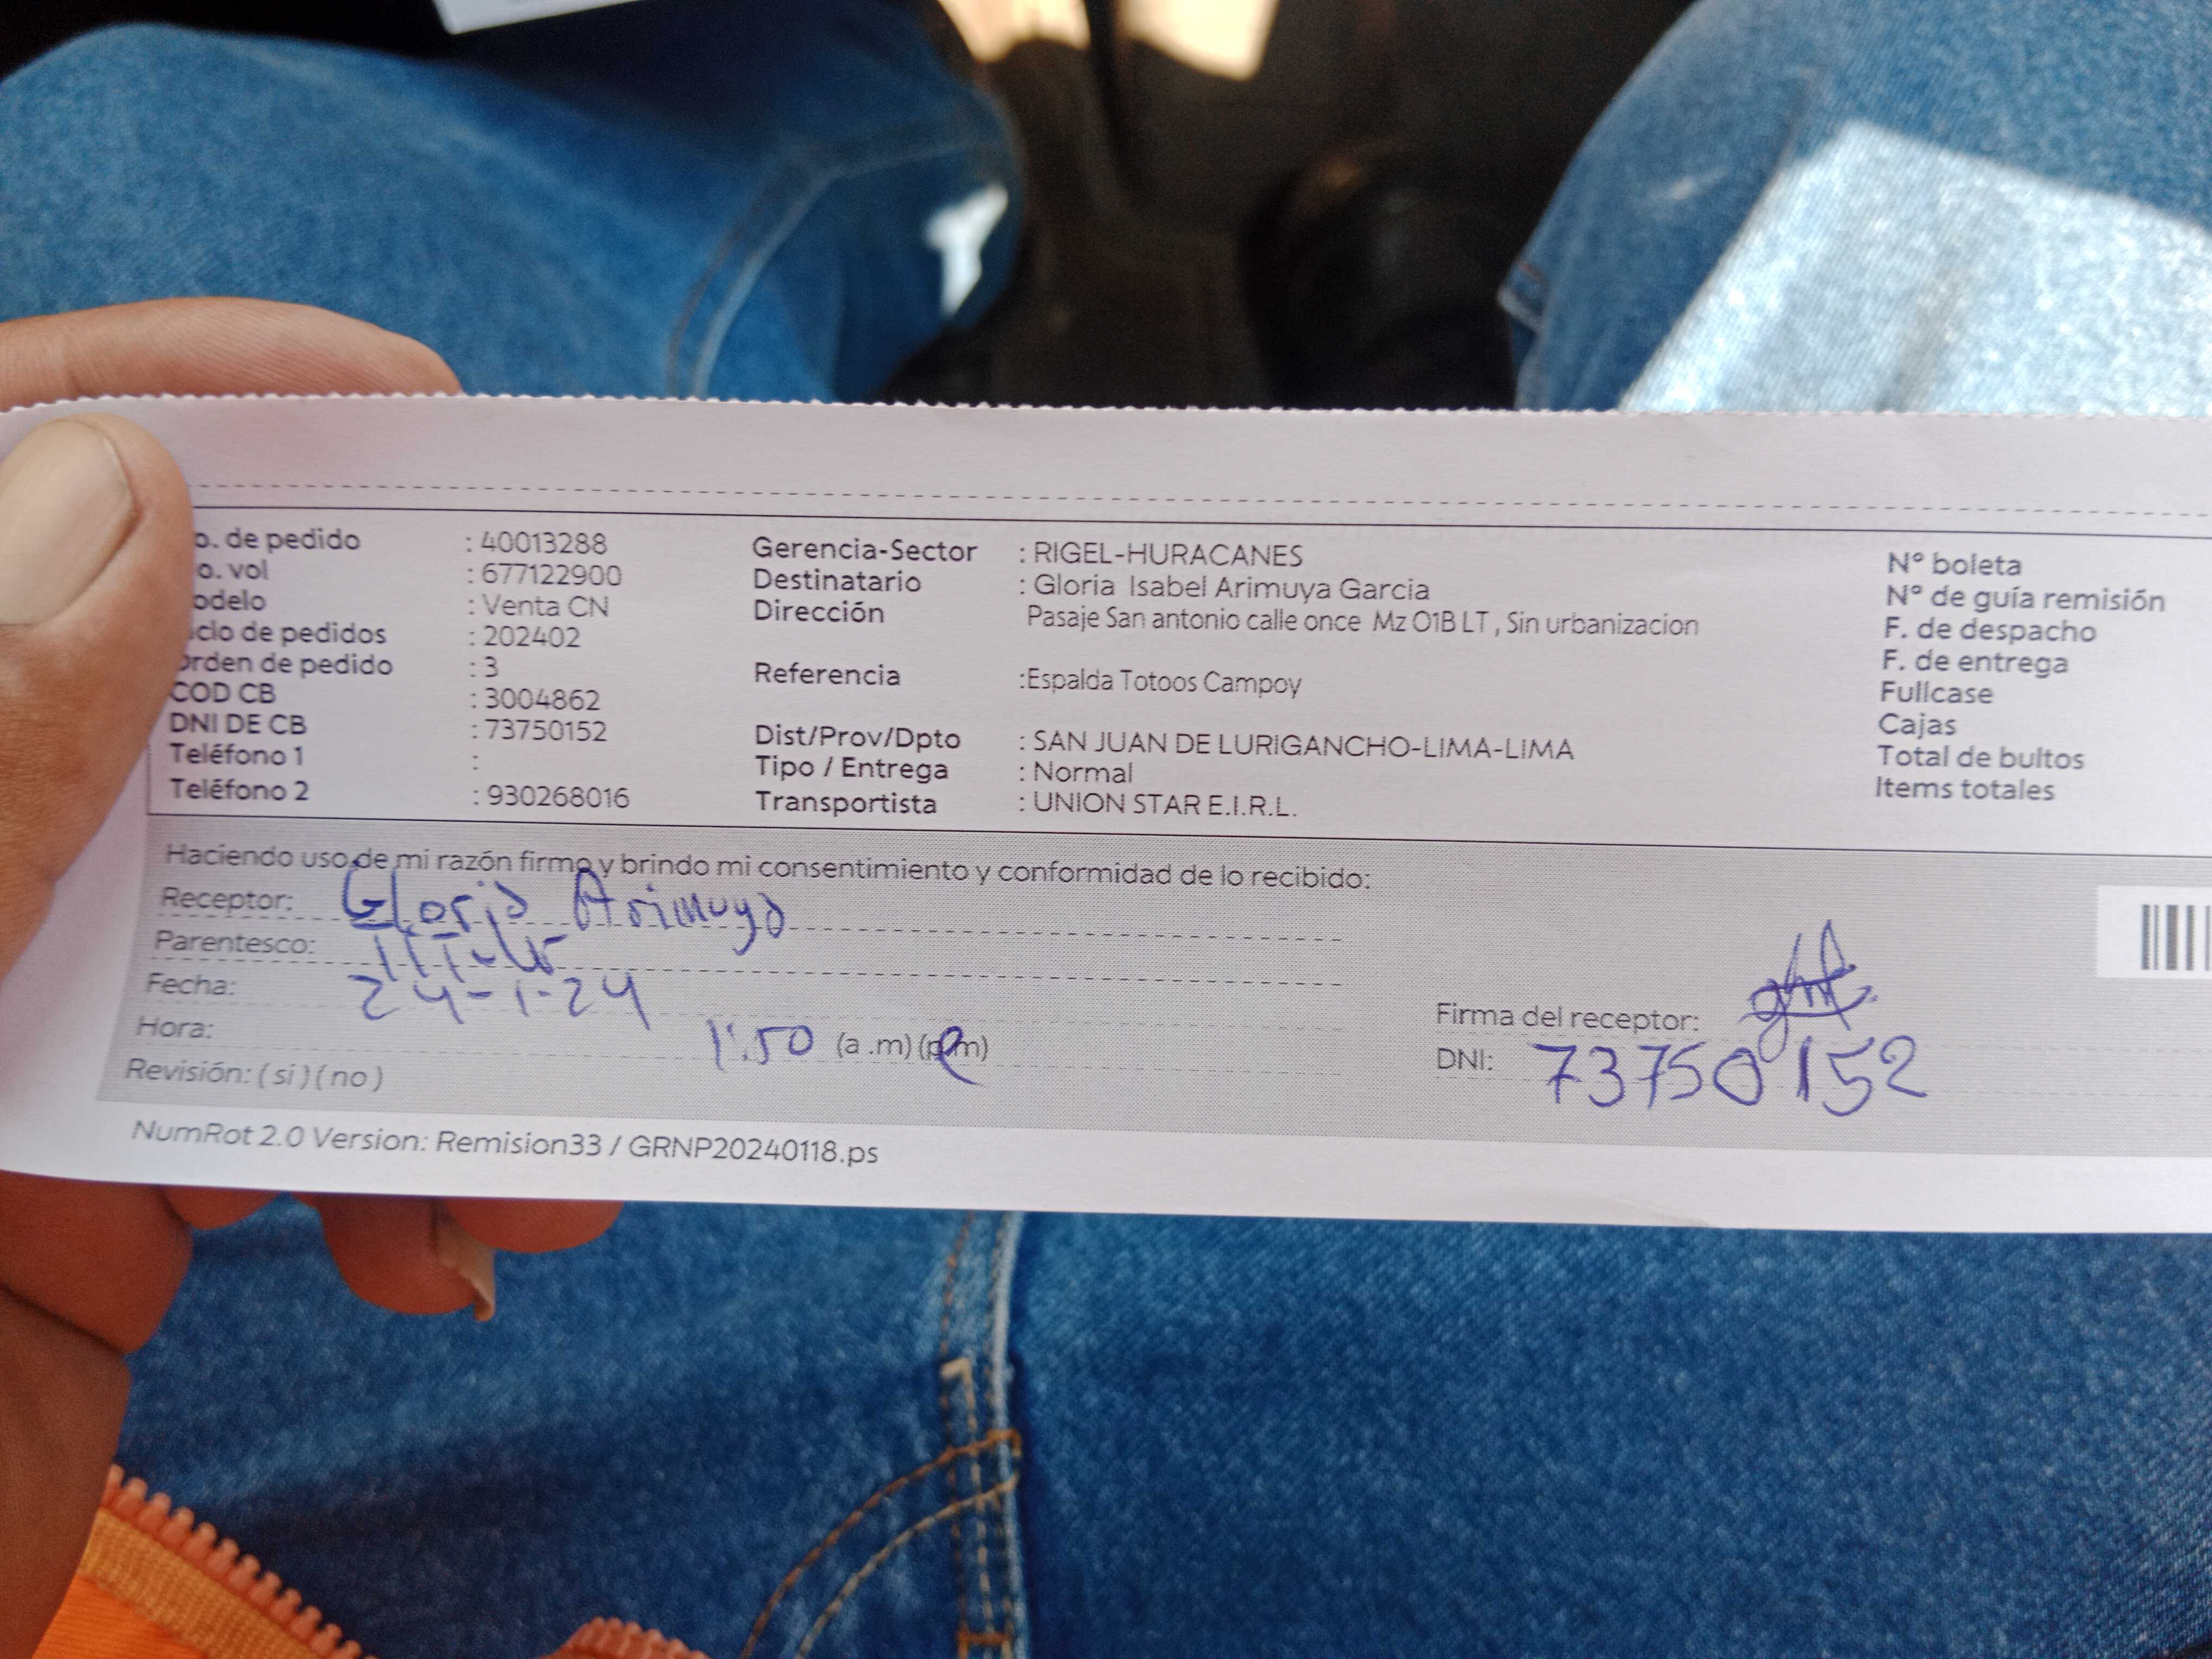 o. de pedido : 40013288
o. vol : 677122900
odelo : Venta CN
iclo de pedidos : 202402
orden de pedido : 3
COD CB : 3004862
DNI DE CB : 73750152
Teléfono 1 :
Teléfono 2 : 930268016
Gerencia-Sector : RIGEL-HURACANES
Destinatario : Gloria Isabel Arimuya Garcia
Dirección Pasaje San antonio calle once Mz O1B LT , Sin urbanizacion
Referencia :Espalda Totoos Campoy
Dist/Prov/Dpto : SAN JUAN DE LURIGANCHO-LIMA-LIMA
Tipo / Entrega : Normal
Transportista : UNION STAR E.I.R.L.
N° boleta
N° de guía remisión
F. de despacho
F. de entrega
Fullcase
Cajas
Total de bultos
Items totales
Haciendo uso de mi razón firmo y brindo mi consentimiento y conformidad de lo recibido:
Receptor: Gloria Arimuya
Parentesco:
Fecha: 24-1-24
Hora: 1:50 (a .m) (p.m)
Revisión: ( si ) ( no )
Firma del receptor:
DNI: 73750152
NumRot 2.0 Version: Remision33 / GRNP20240118.ps